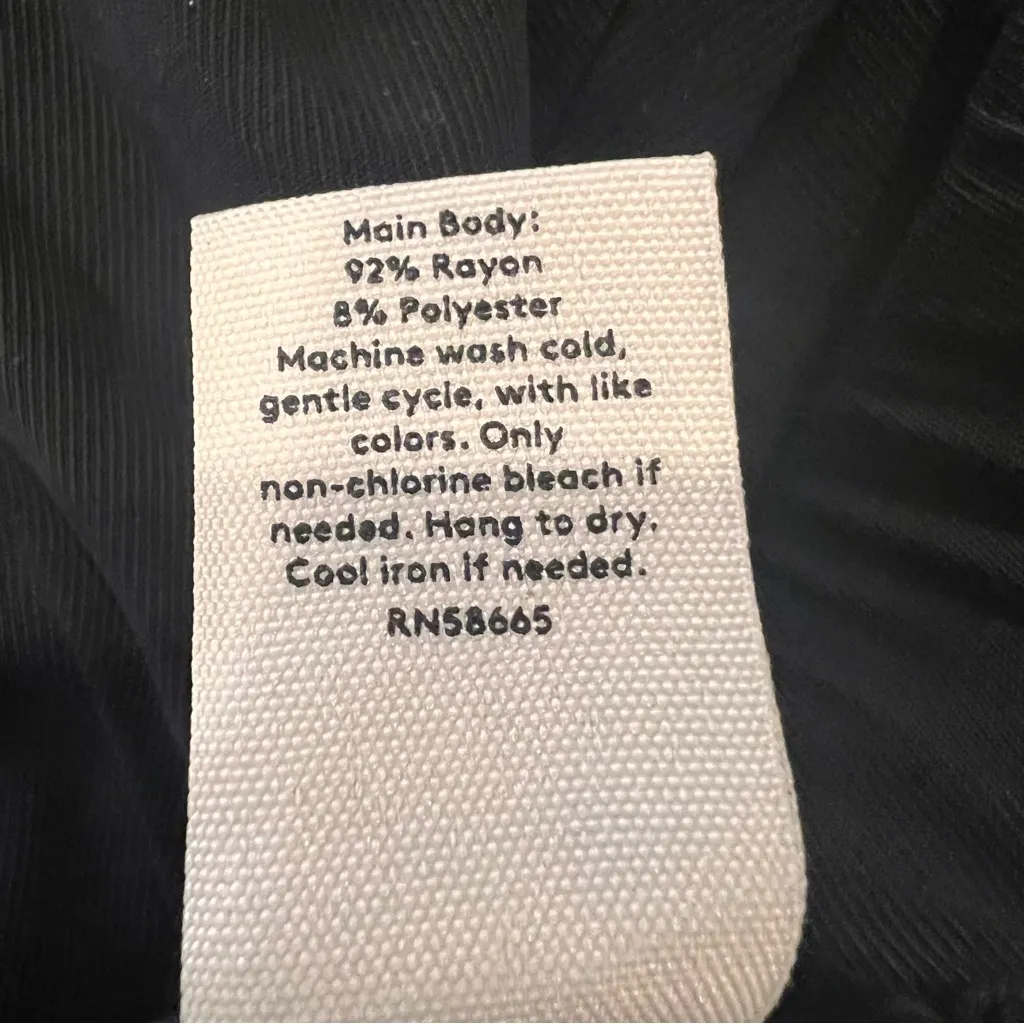 Main Body:
92% Rayon
8% Polyester
Machine wash cold,
gentle cycle, with like
colors. Only
non-chlorine bleach if
needed. Hang to dry.
Cool iron if needed.
RN58665